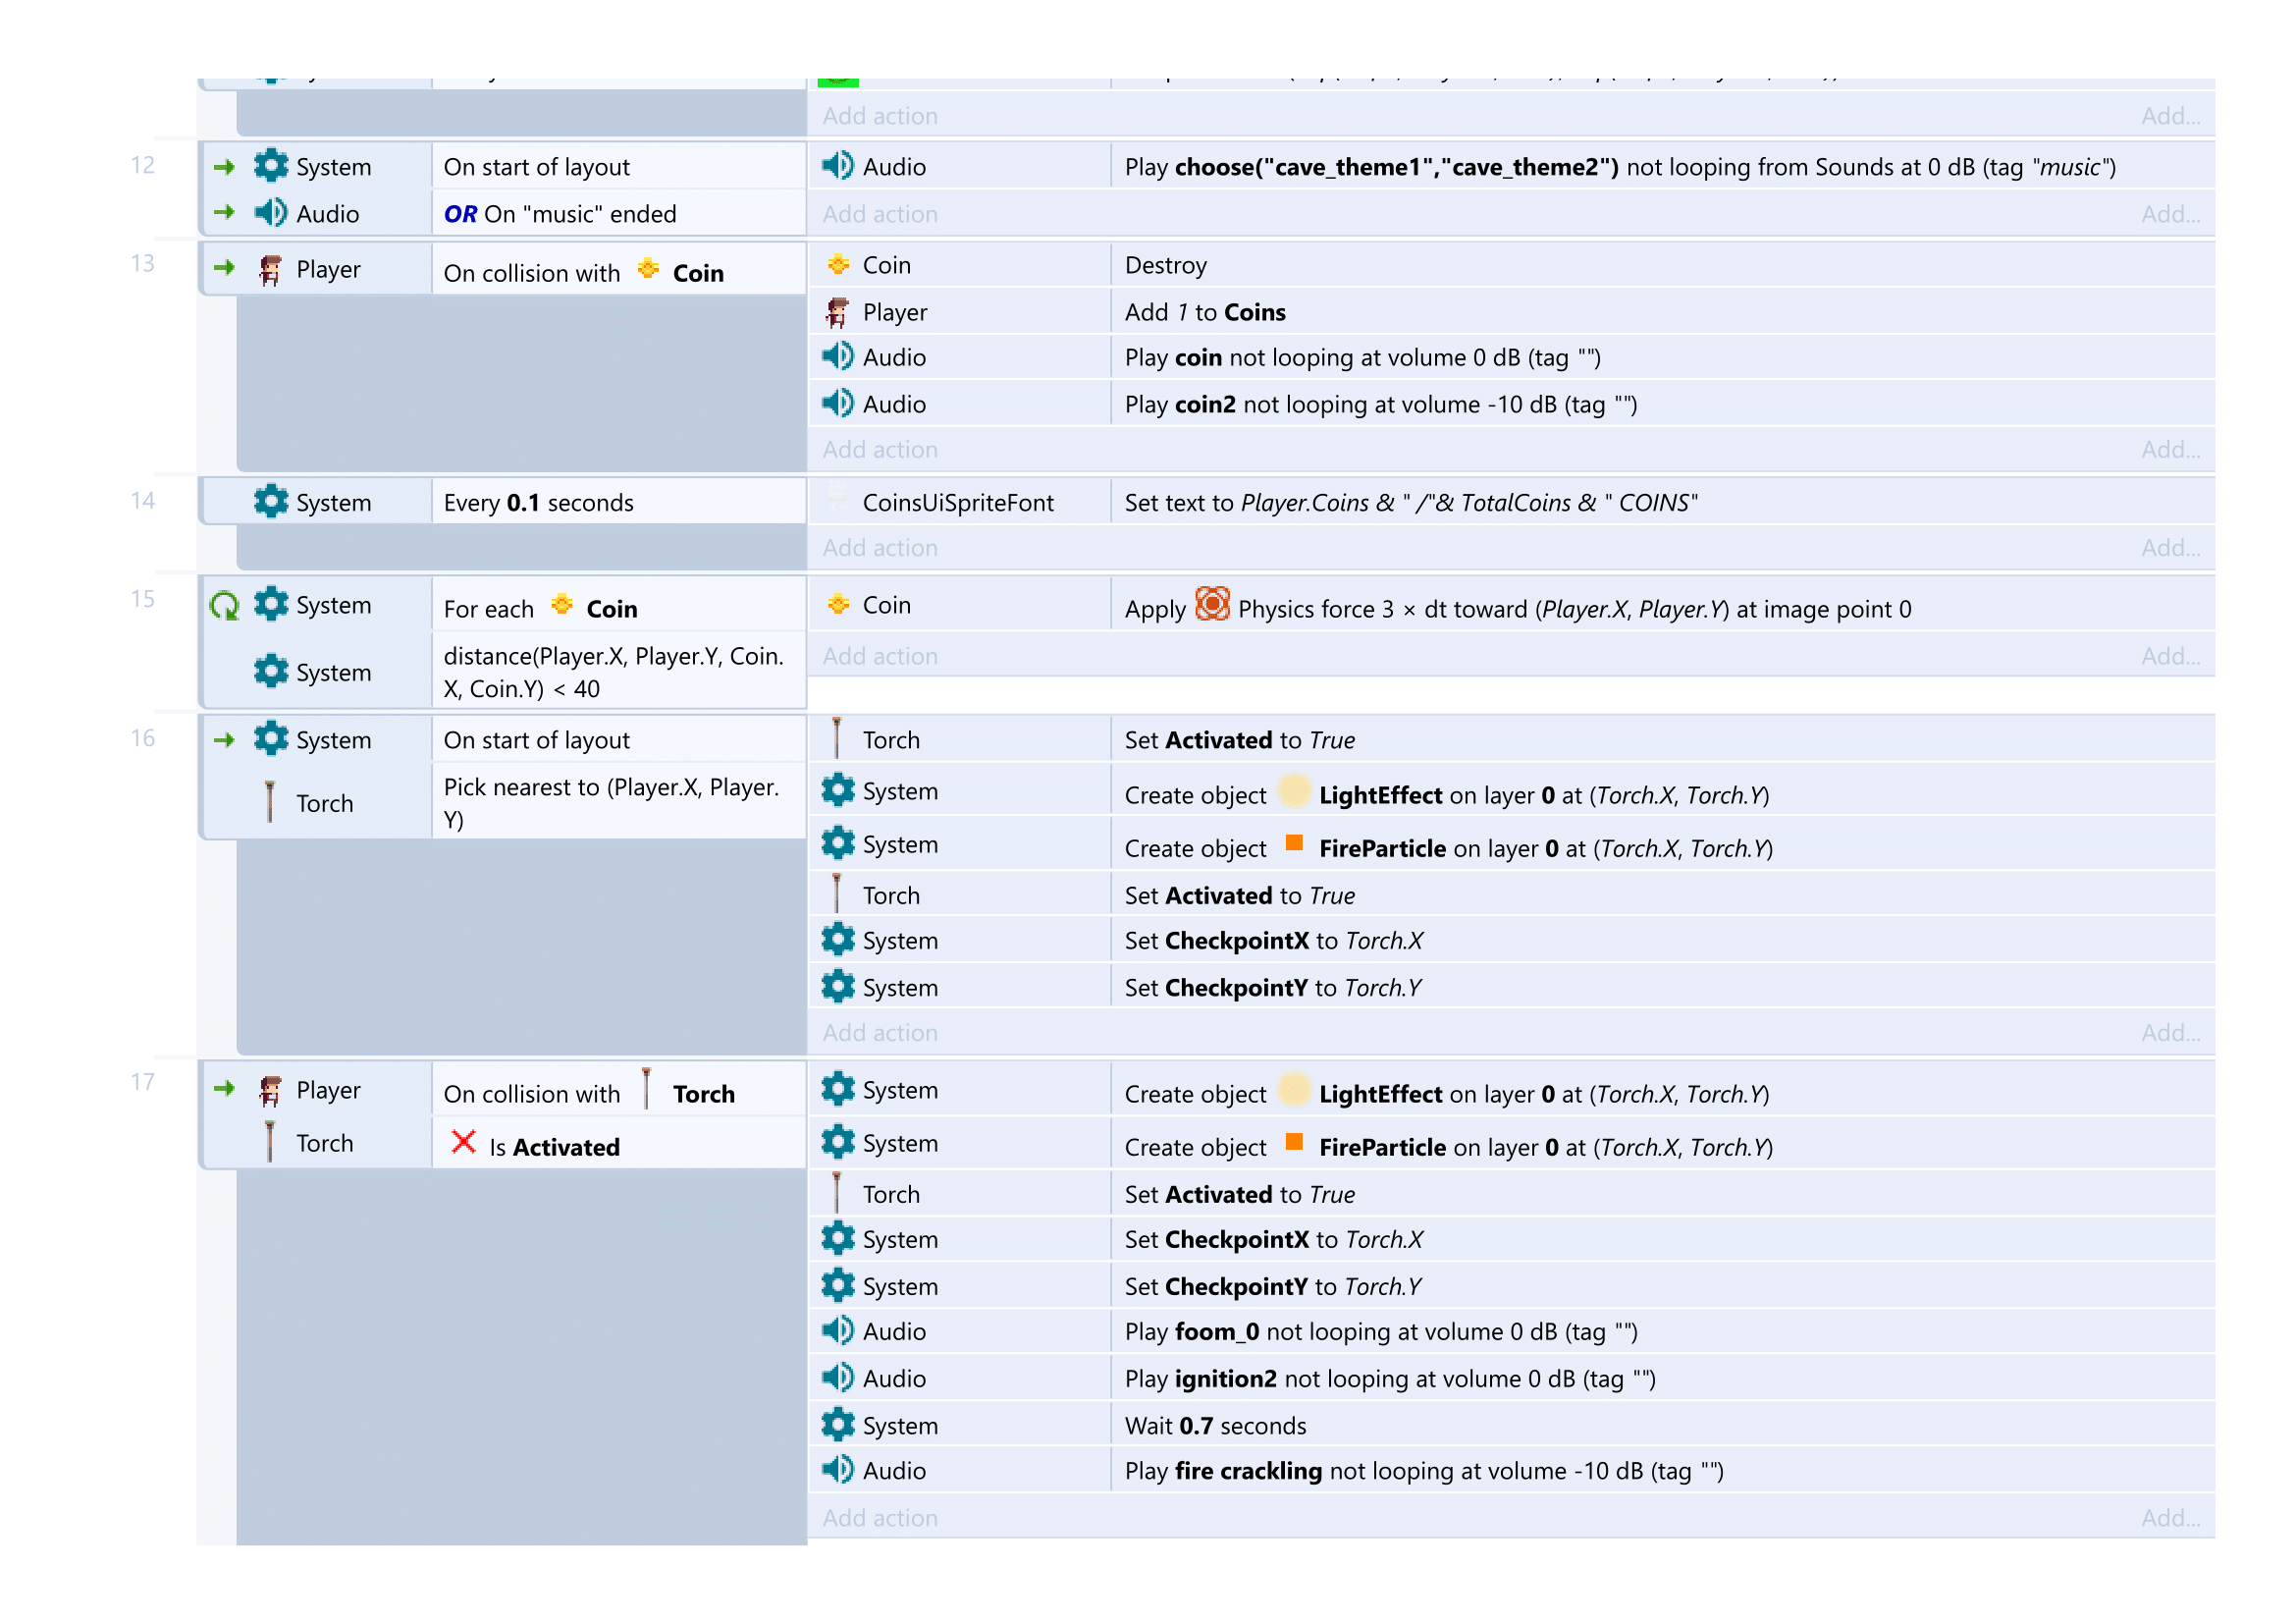 Add action Add...
12 System On start of layout Audio Play choose("cave_theme1","cave_theme2") not looping from Sounds at 0 dB (tag "music")
Audio OR On "music" ended Add action Add...
13 Player On collision with Coin Coin Destroy
Player Add 1 to Coins
Audio Play coin not looping at volume 0 dB (tag "")
Audio Play coin2 not looping at volume -10 dB (tag "")
Add action Add...
14 System Every 0.1 seconds CoinsUiSpriteFont Set text to Player.Coins & " /"& TotalCoins & " COINS"
Add action Add...
15 System For each Coin Coin Apply Physics force 3 × dt toward (Player.X, Player.Y) at image point 0
System distance(Player.X, Player.Y, Coin. Add action Add...
X, Coin.Y) < 40
16 System On start of layout Torch Set Activated to True
Torch Pick nearest to (Player.X, Player. System Create object LightEffect on layer 0 at (Torch.X, Torch.Y)
Y)
System Create object FireParticle on layer 0 at (Torch.X, Torch.Y)
Torch Set Activated to True
System Set CheckpointX to Torch.X
System Set CheckpointY to Torch.Y
Add action Add...
17 Player On collision with Torch System Create object LightEffect on layer 0 at (Torch.X, Torch.Y)
Torch Is Activated System Create object FireParticle on layer 0 at (Torch.X, Torch.Y)
Torch Set Activated to True
System Set CheckpointX to Torch.X
System Set CheckpointY to Torch.Y
Audio Play foom_0 not looping at volume 0 dB (tag "")
Audio Play ignition2 not looping at volume 0 dB (tag "")
System Wait 0.7 seconds
Audio Play fire crackling not looping at volume -10 dB (tag "")
Add action Add...